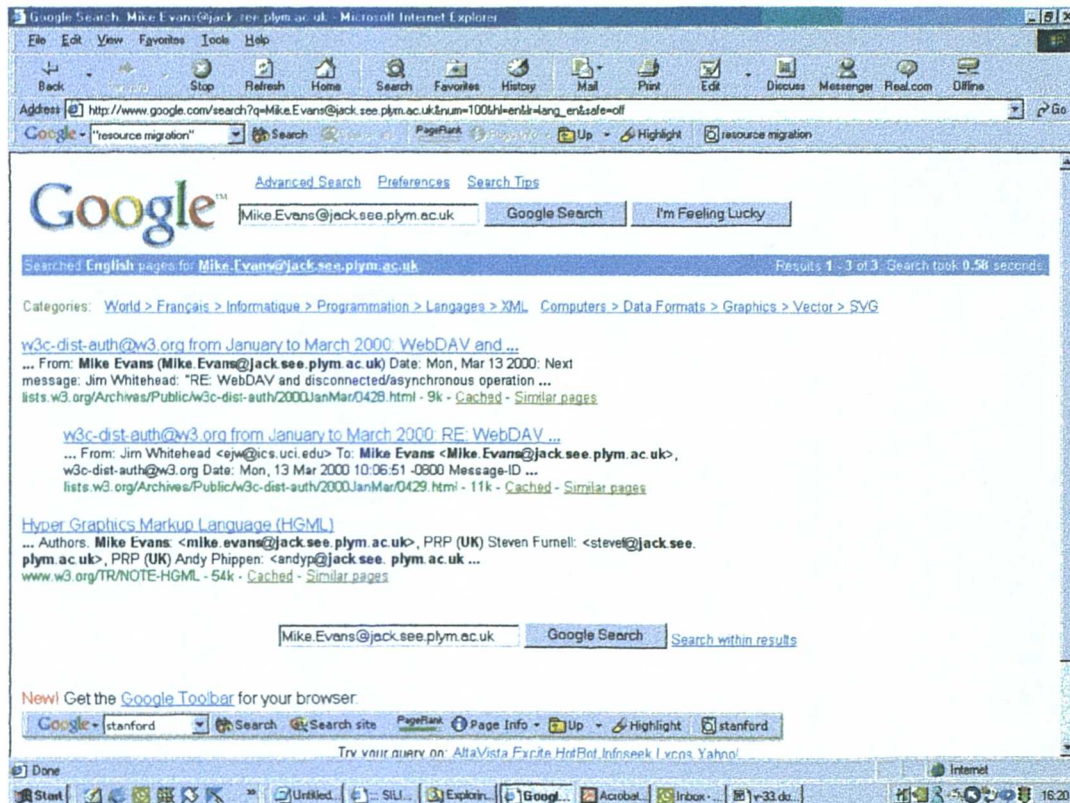 Google Search: Mike.Evans@jack.see.plym.ac.uk - Microsoft Internet Explorer
File Edit View Favorites Tools Help
Back Stop Refresh Home Search Favorites History Mail Print Edit Discuss Messenger Real.com Offline
Address http://www.google.com/search?q=Mike.Evans@jack.see.plym.ac.uk&num=100&hl=en&lr=lang_en&safe=off Go
Google "resource migration" Search PageRank Up Highlight resource migration
Advanced Search Preferences Search Tips
Google™ Mike.Evans@jack.see.plym.ac.uk Google Search I'm Feeling Lucky
Searched English pages for Mike.Evans@jack.see.plym.ac.uk. Results 1 - 3 of 3. Search took 0.58 seconds.
Categories: World > Français > Informatique > Programmation > Langages > XML Computers > Data Formats > Graphics > Vector > SVG
w3c-dist-auth@w3.org from January to March 2000: WebDAV and ...
... From: Mike Evans (Mike.Evans@jack.see.plym.ac.uk) Date: Mon, Mar 13 2000: Next
message: Jim Whitehead: "RE: WebDAV and disconnected/asynchronous operation ...
lists.w3.org/Archives/Public/w3c-dist-auth/2000JanMar/0428.html - 9k - Cached - Similar pages
w3c-dist-auth@w3.org from January to March 2000: RE: WebDAV ...
... From: Jim Whitehead <ejw@ics.uci.edu> To: Mike Evans <Mike.Evans@jack.see.plym.ac.uk>,
w3c-dist-auth@w3.org Date: Mon, 13 Mar 2000 10:06:51 -0800 Message-ID ...
lists.w3.org/Archives/Public/w3c-dist-auth/2000JanMar/0429.html - 11k - Cached - Similar pages
Hyper Graphics Markup Language (HGML)
... Authors. Mike Evans: <mike.evans@jack.see.plym.ac.uk>, PRP (UK) Steven Furnell: <stevef@jack.see.
plym.ac.uk>, PRP (UK) Andy Phippen: <andyp@jack.see. plym.ac.uk ...
www.w3.org/TR/NOTE-HGML - 54k - Cached - Similar pages
Mike.Evans@jack.see.plym.ac.uk Google Search Search within results
New! Get the Google Toolbar for your browser.
Google stanford Search Search site PageRank Page Info Up Highlight stanford
Try your query on: AltaVista Excite HotBot Infoseek Lycos Yahoo!
Done Internet
Start Untitled... ::: SILI... Explorin... Googl... Acrobat... Inbox-... v-33.do... 16:20